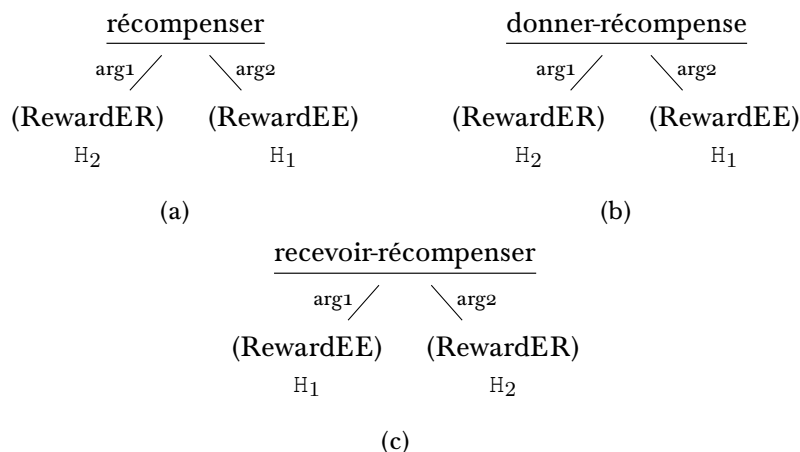 récompenser donner-récompense
arg1 arg2 arg1 arg2
(RewardER) (RewardEE) (RewardER) (RewardEE)
H2 H1 H2 H1
(a) (b)
recevoir-récompenser
arg1 arg2
(RewardEE) (RewardER)
H1 H2
(c)